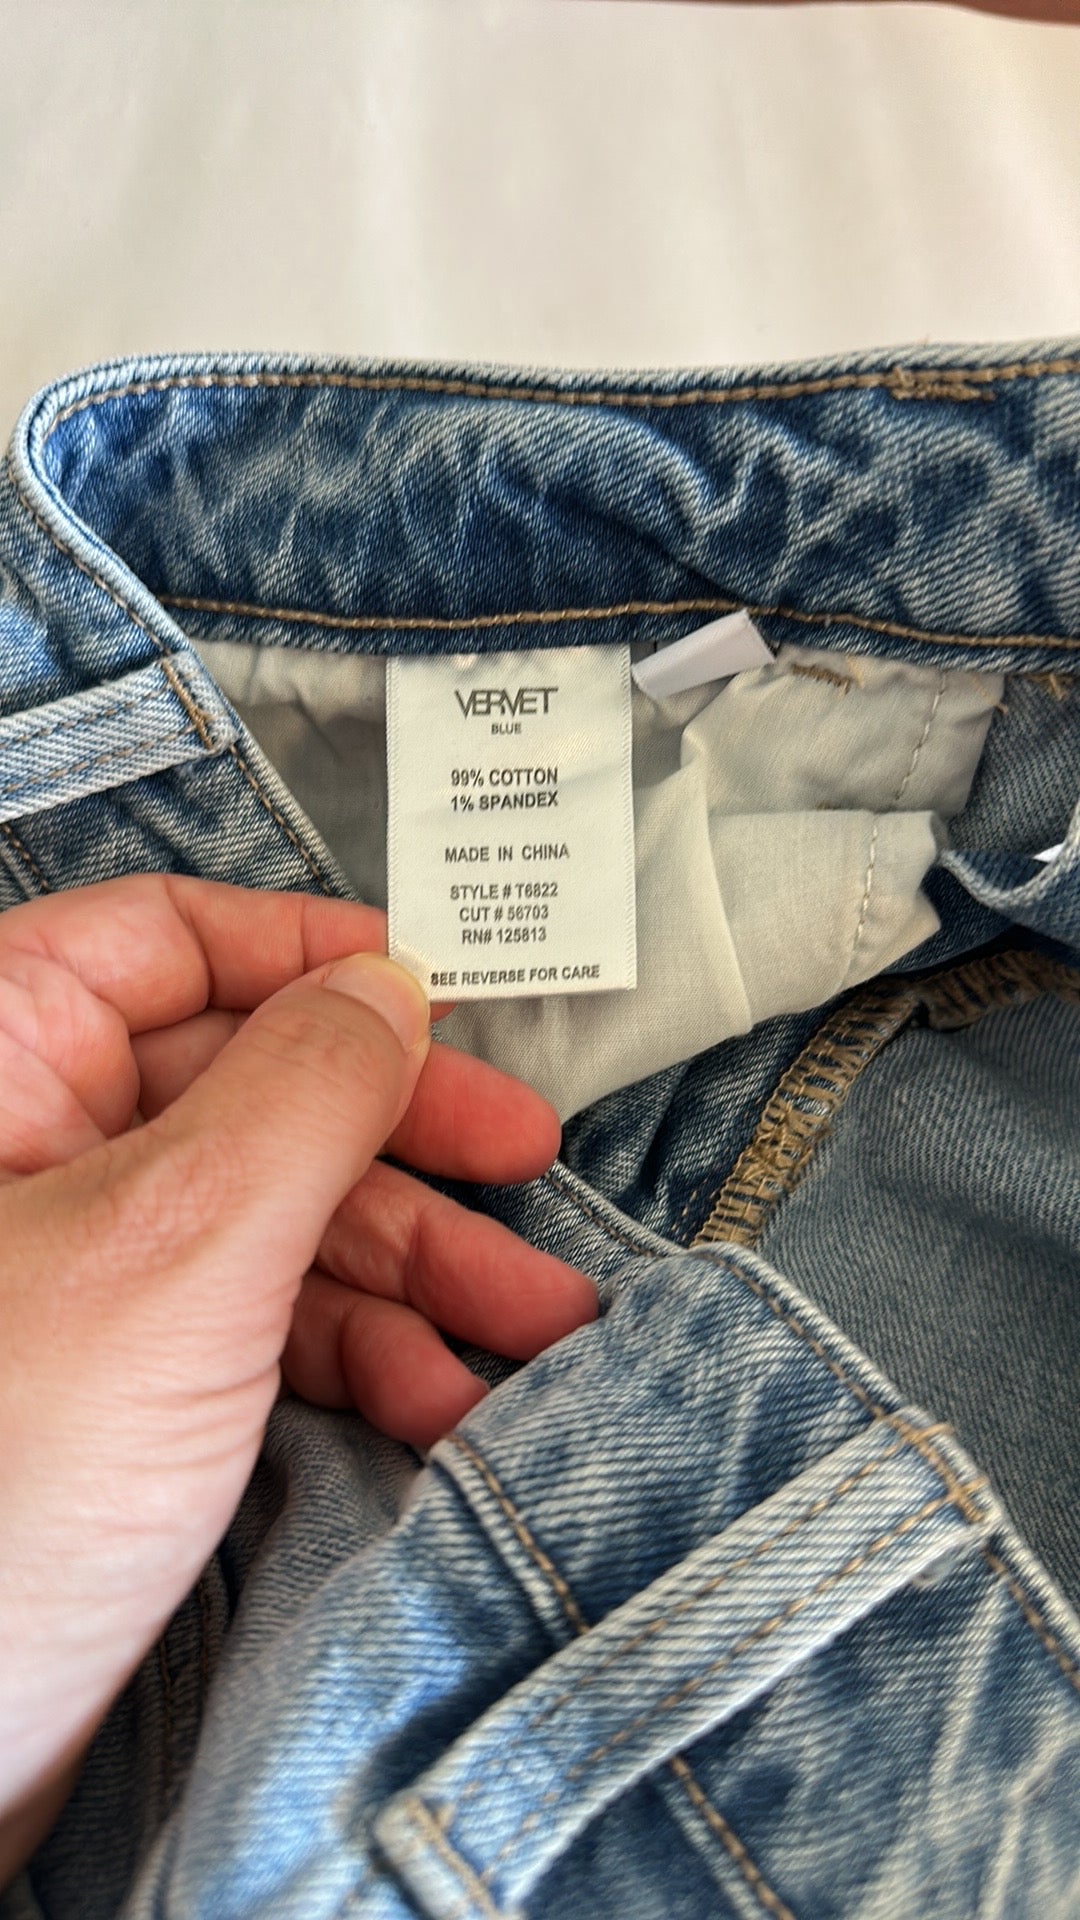 VERVET
BLUE
99% COTTON
1% SPANDEX
MADE IN CHINA
STYLE # T6822
CUT # 56703
RN# 125813
SEE REVERSE FOR CARE